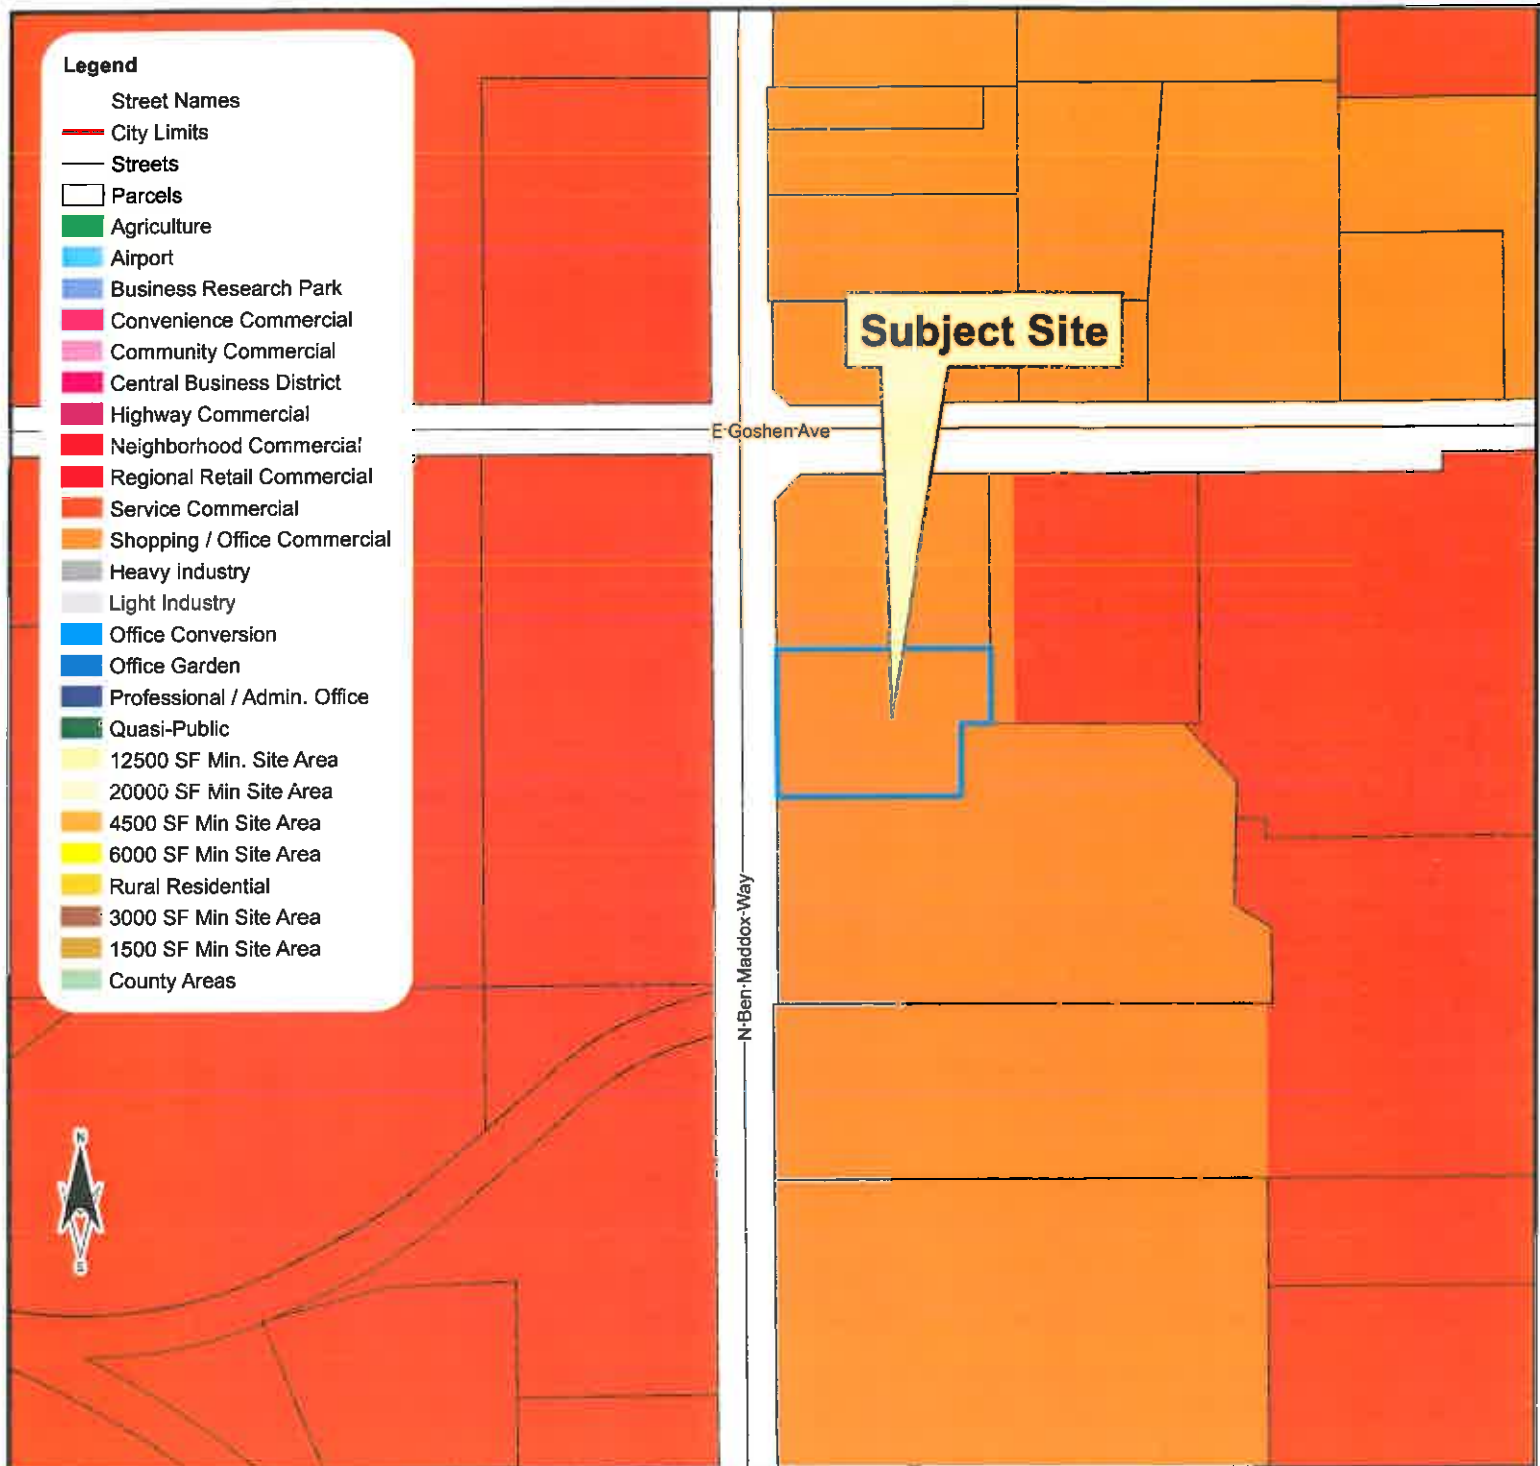 Legend
Street Names
City Limits
Streets
Parcels
Agriculture
Airport
Business Research Park
Convenience Commercial
Community Commercial
Central Business District
Highway Commercial
Neighborhood Commercial
Regional Retail Commercial
Service Commercial
Shopping / Office Commercial
Heavy Industry
Light Industry
Office Conversion
Office Garden
Professional / Admin. Office
Quasi-Public
12500 SF Min. Site Area
20000 SF Min Site Area
4500 SF Min Site Area
6000 SF Min Site Area
Rural Residential
3000 SF Min Site Area
1500 SF Min Site Area
County Areas
Subject Site
E-Goshen-Ave
N-Ben-Maddox-Way
N
S